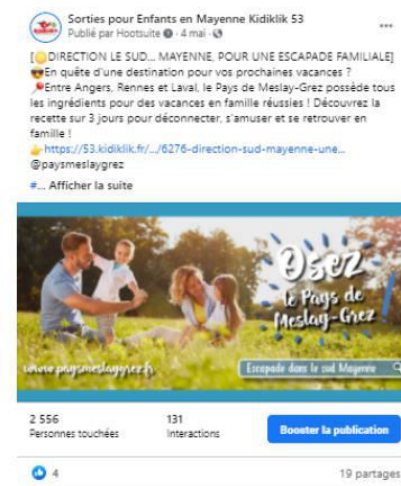 Sorties pour Enfants en Mayenne Kidiklik 53
Publié par Hootsuite · 4 mai ·
[🌞DIRECTION LE SUD... MAYENNE, POUR UNE ESCAPADE FAMILIALE]
😎En quête d'une destination pour vos prochaines vacances ?
📍Entre Angers, Rennes et Laval, le Pays de Meslay-Grez possède tous
les ingrédients pour des vacances en famille réussies ! Découvrez la
recette sur 3 jours pour déconnecter, s'amuser et se retrouver en
famille !
👉https://53.kidiklik.fr/.../6276-direction-sud-mayenne-une...
@paysmeslaygrez
#... Afficher la suite
Osez
le Pays de
Meslay-Grez !
www.paysmeslaygrez.fr
Escapade dans le sud Mayenne
2 556
Personnes touchées
131
Interactions
Booster la publication
4
19 partages